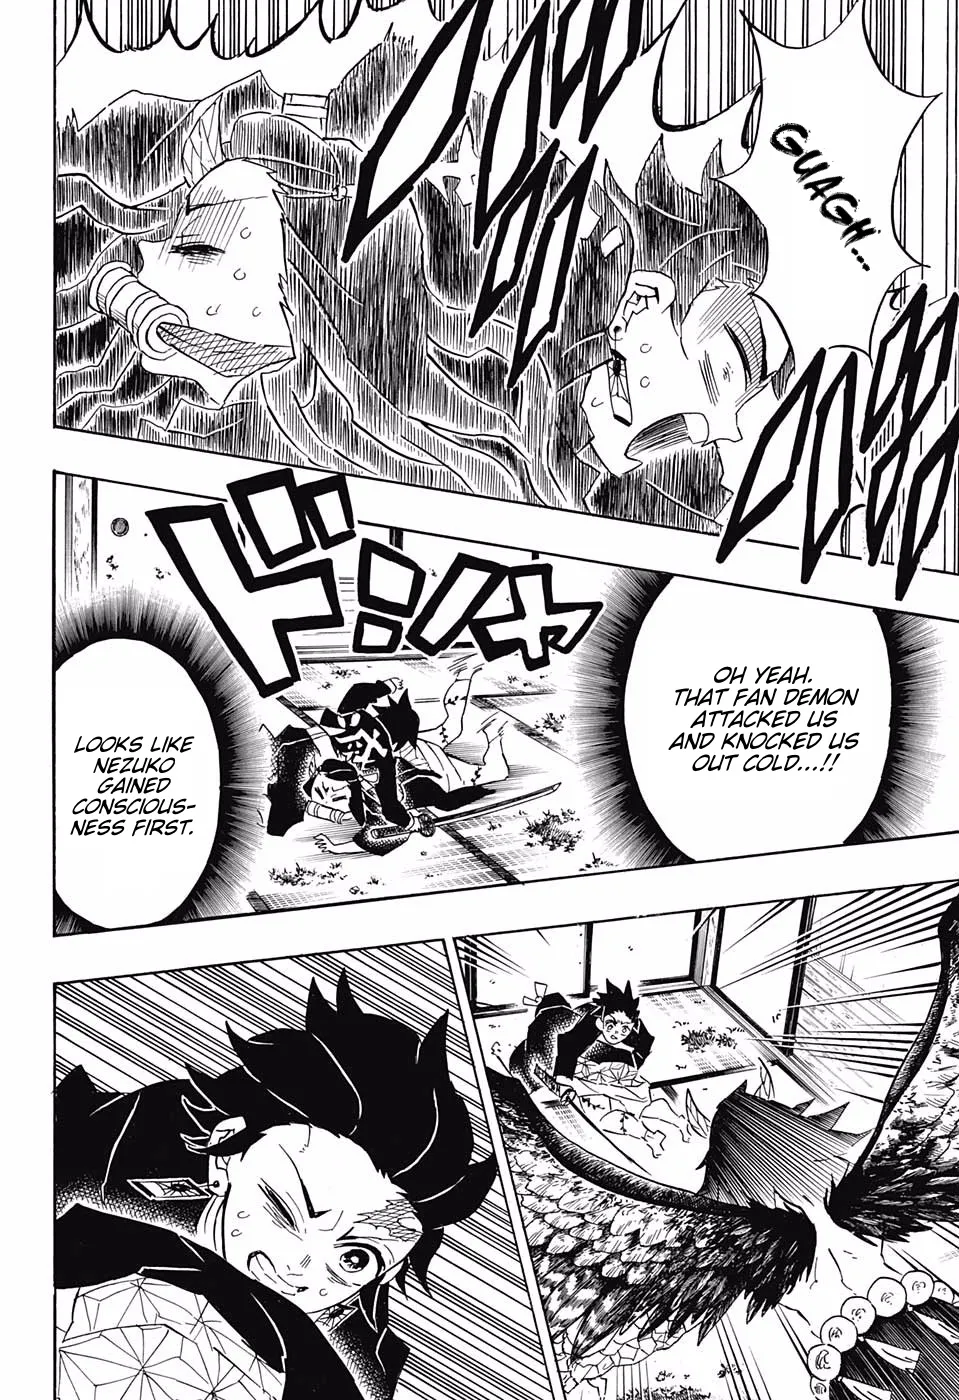 GUAGH...
OH YEAH.
THAT FAN DEMON
ATTACKED US
AND KNOCKED US
OUT COLD...!!
LOOKS LIKE
NEZUKO
GAINED
CONSCIOUS-
NESS FIRST.